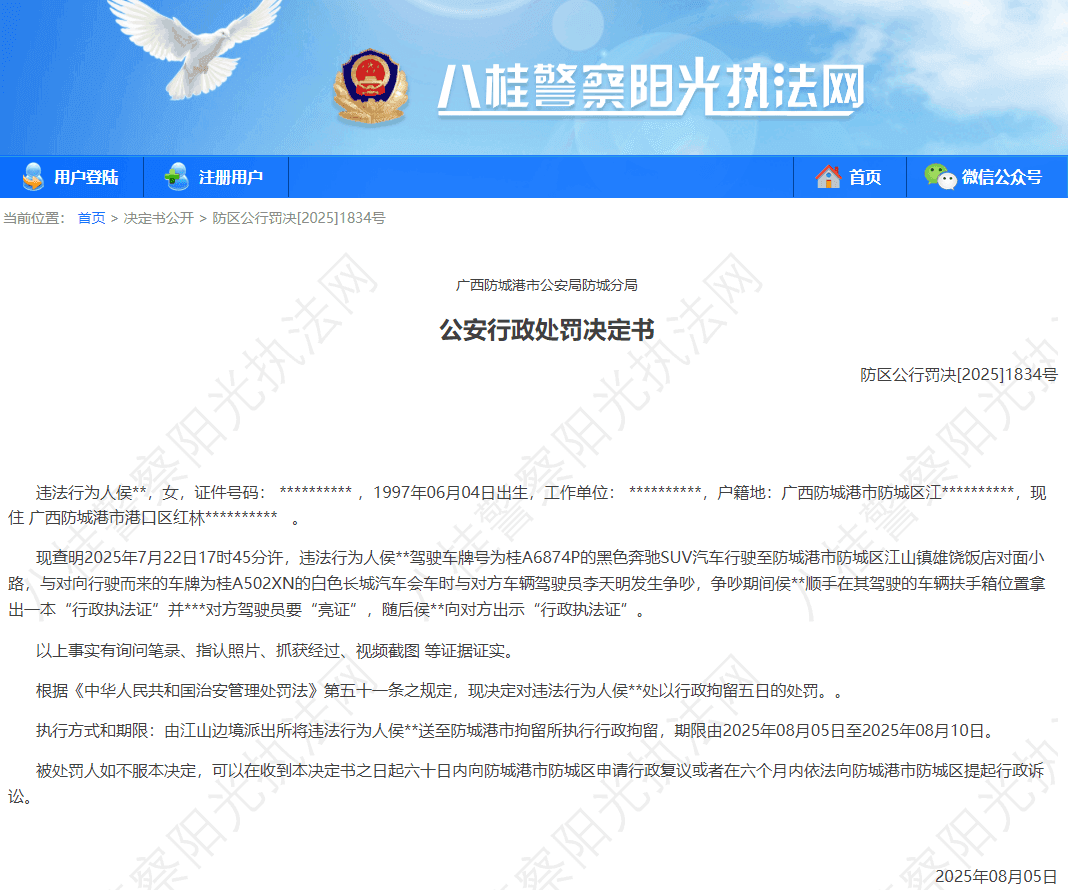 八桂警察阳光执法网
用户登陆 注册用户 首页 微信公众号
当前位置： 首页 > 决定书公开 > 防区公行罚决[2025]1834号
广西防城港市公安局防城分局
公安行政处罚决定书
防区公行罚决[2025]1834号
违法行为人侯**，女，证件号码： ********** ，1997年06月04日出生，工作单位： **********，户籍地：广西防城港市防城区江**********，现
住 广西防城港市港口区红林********** 。
现查明2025年7月22日17时45分许，违法行为人侯**驾驶车牌号为桂A6874P的黑色奔驰SUV汽车行驶至防城港市防城区江山镇雄饶饭店对面小
路，与对向行驶而来的车牌为桂A502XN的白色长城汽车会车时与对方车辆驾驶员李天明发生争吵，争吵期间侯**顺手在其驾驶的车辆扶手箱位置拿
出一本“行政执法证”并***对方驾驶员要“亮证”，随后侯**向对方出示“行政执法证”。
以上事实有询问笔录、指认照片、抓获经过、视频截图 等证据证实。
根据《中华人民共和国治安管理处罚法》第五十一条之规定，现决定对违法行为人侯**处以行政拘留五日的处罚。。
执行方式和期限：由江山边境派出所将违法行为人侯**送至防城港市拘留所执行行政拘留，期限由2025年08月05日至2025年08月10日。
被处罚人如不服本决定，可以在收到本决定书之日起六十日内向防城港市防城区申请行政复议或者在六个月内依法向防城港市防城区提起行政诉
讼。
2025年08月05日